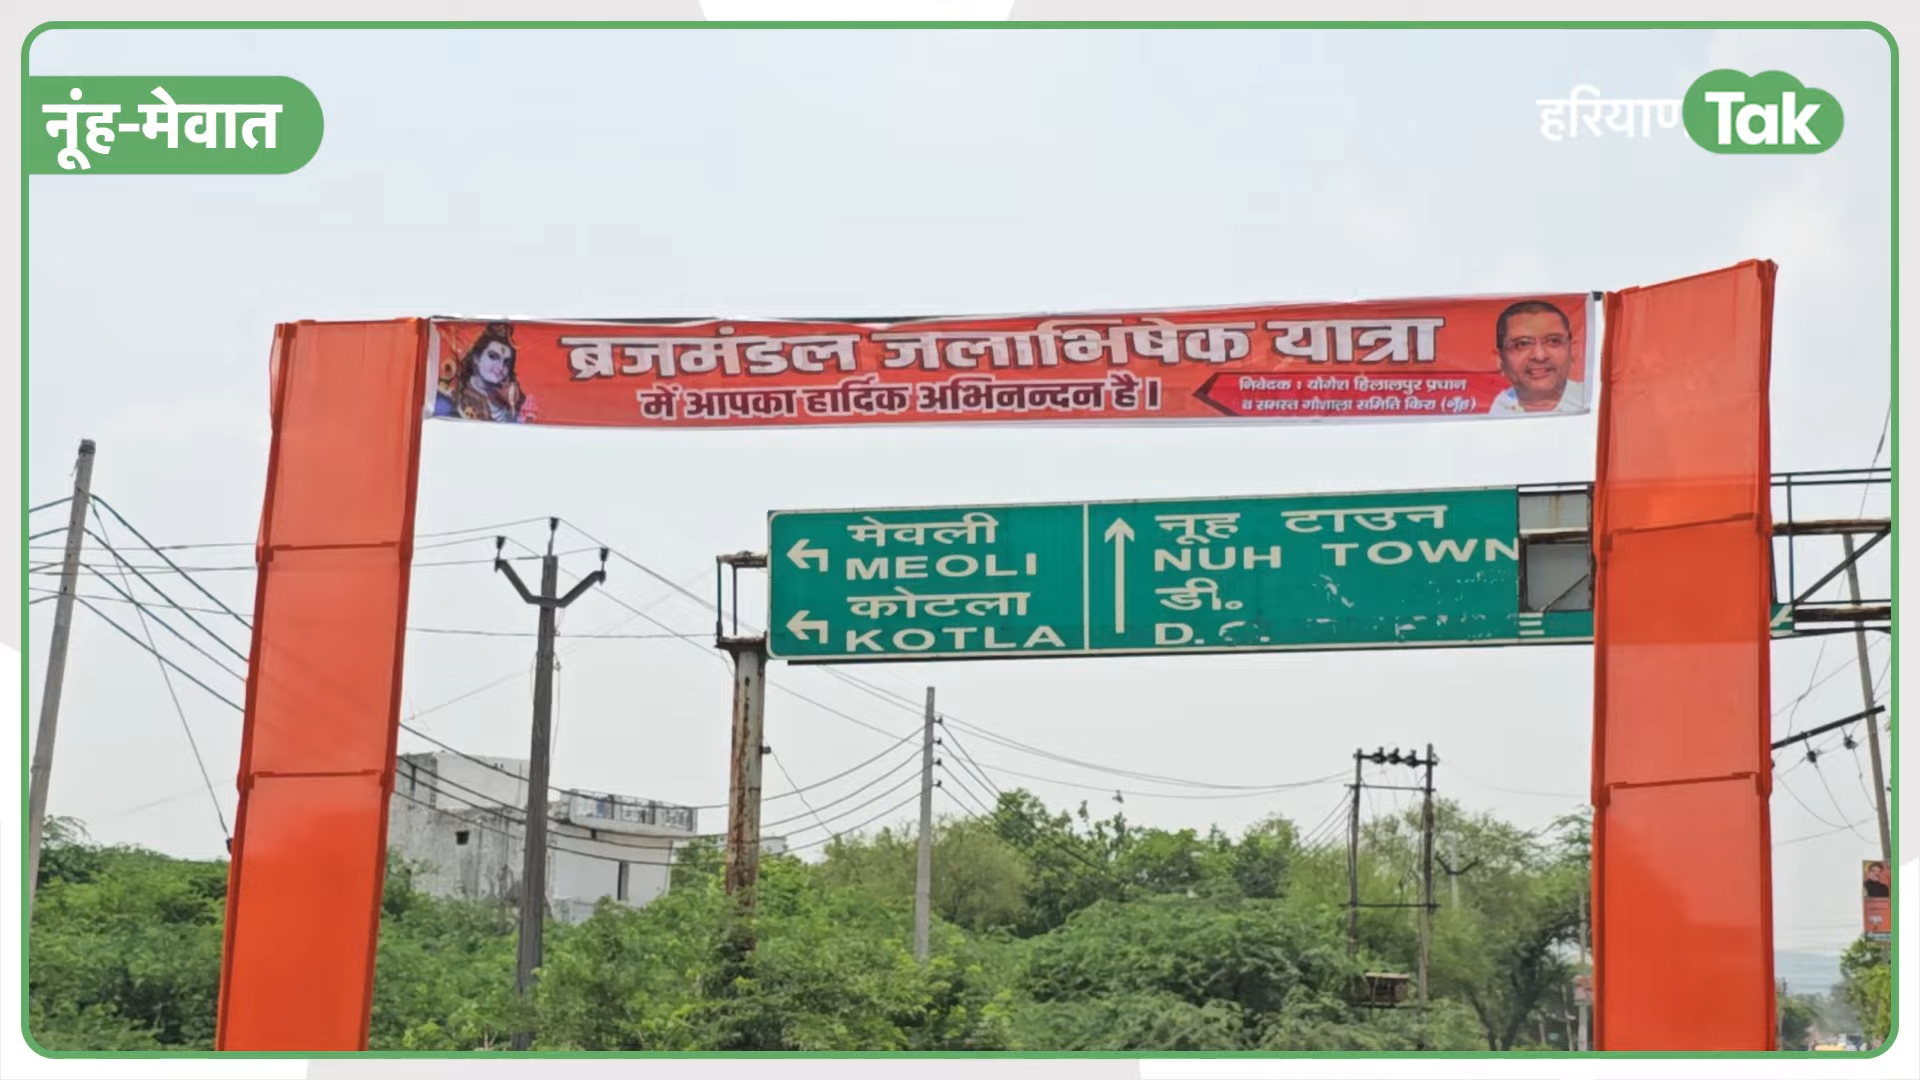 नूंह-मेवात
हरियाणा Tak
ब्रजमंडल जलाभिषेक यात्रा
में आपका हार्दिक अभिनन्दन है।
निवेदक : योगेश हिलालपुर प्रधान
व समस्त गौशाला समिति किरा (नूँह)
मेवली
MEOLI
कोटला
KOTLA
नूह टाउन
NUH TOWN
डी॰
D.C.